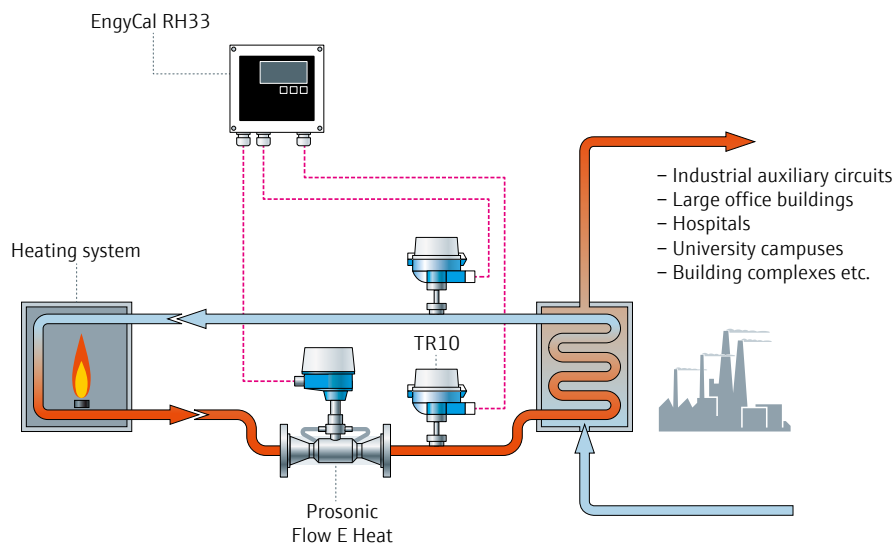 EngyCal RH33
– Industrial auxiliary circuits
– Large office buildings
– Hospitals
– University campuses
– Building complexes etc.
Heating system
TR10
Prosonic
Flow E Heat